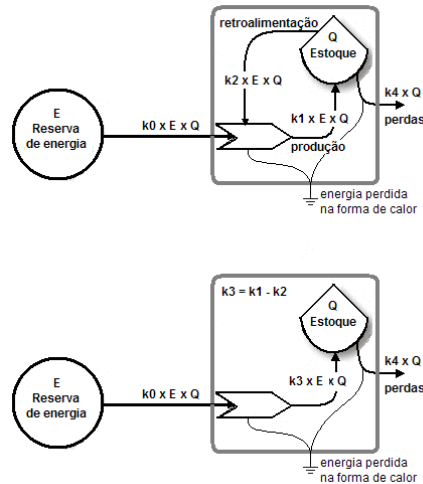 retroalimentação
Q
Estoque
k2 x E x Q
k4 x Q
E
Reserva
de energia
k0 x E x Q
k1 x E x Q
perdas
produção
energia perdida
na forma de calor
k3 = k1 - k2
Q
Estoque
k4 x Q
E
Reserva
de energia
k0 x E x Q
k3 x E x Q
perdas
energia perdida
na forma de calor